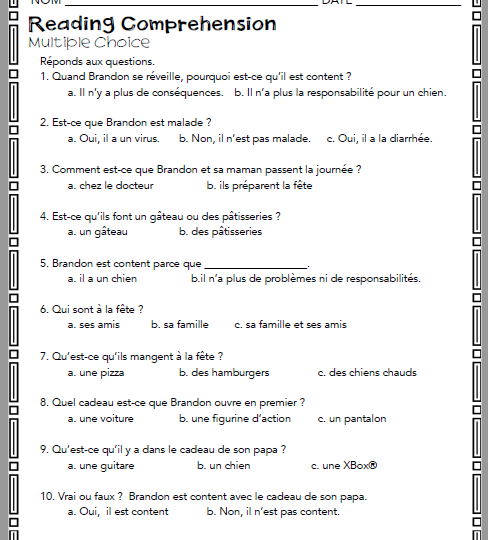 NOM ____________ DATE ____________
Reading Comprehension
Multiple Choice
Réponds aux questions.
1. Quand Brandon se réveille, pourquoi est-ce qu'il est content ?
a. Il n'y a plus de conséquences. b. Il n'a plus la responsabilité pour un chien.
2. Est-ce que Brandon est malade ?
a. Oui, il a un virus. b. Non, il n'est pas malade. c. Oui, il a la diarrhée.
3. Comment est-ce que Brandon et sa maman passent la journée ?
a. chez le docteur b. ils préparent la fête
4. Est-ce qu'ils font un gâteau ou des pâtisseries ?
a. un gâteau b. des pâtisseries
5. Brandon est content parce que ____________________.
a. il a un chien b.il n'a plus de problèmes ni de responsabilités.
6. Qui sont à la fête ?
a. ses amis b. sa famille c. sa famille et ses amis
7. Qu'est-ce qu'ils mangent à la fête ?
a. une pizza b. des hamburgers c. des chiens chauds
8. Quel cadeau est-ce que Brandon ouvre en premier ?
a. une voiture b. une figurine d'action c. un pantalon
9. Qu'est-ce qu'il y a dans le cadeau de son papa ?
a. une guitare b. un chien c. une XBox®
10. Vrai ou faux ? Brandon est content avec le cadeau de son papa.
a. Oui, il est content b. Non, il n'est pas content.